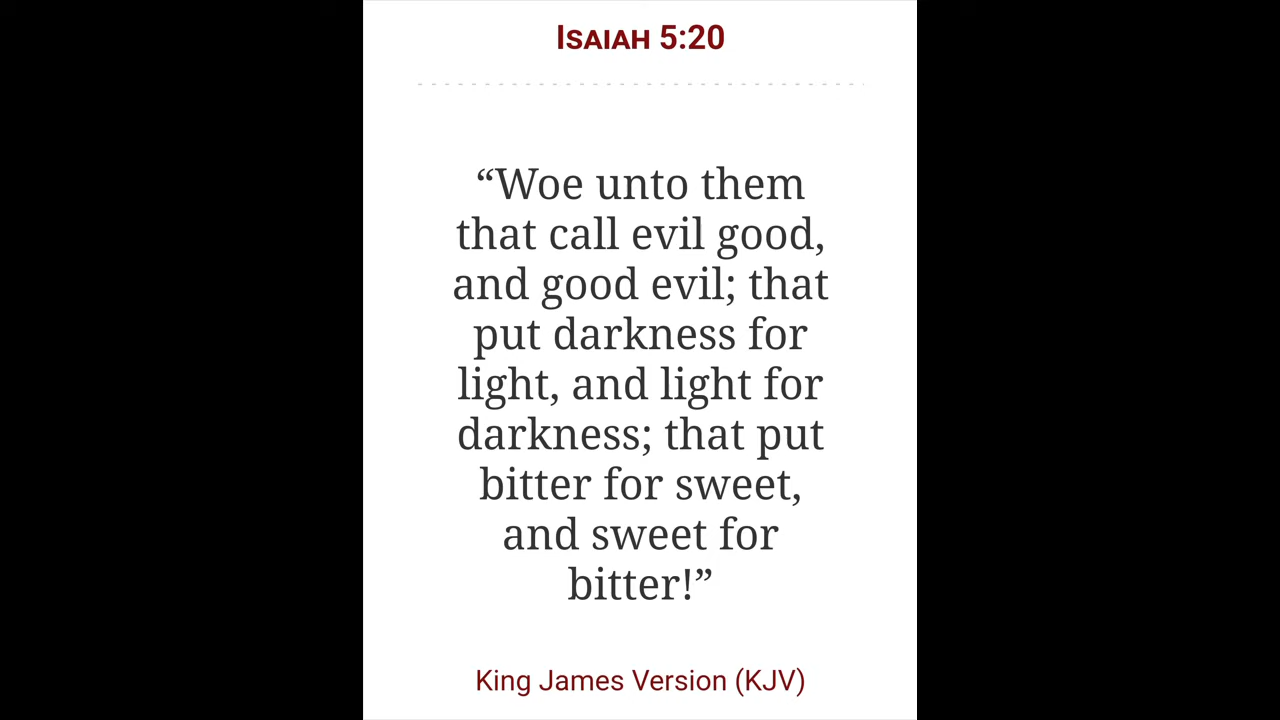 Isaiah 5:20
“Woe unto them
that call evil good,
and good evil; that
put darkness for
light, and light for
darkness; that put
bitter for sweet,
and sweet for
bitter!”
King James Version (KJV)